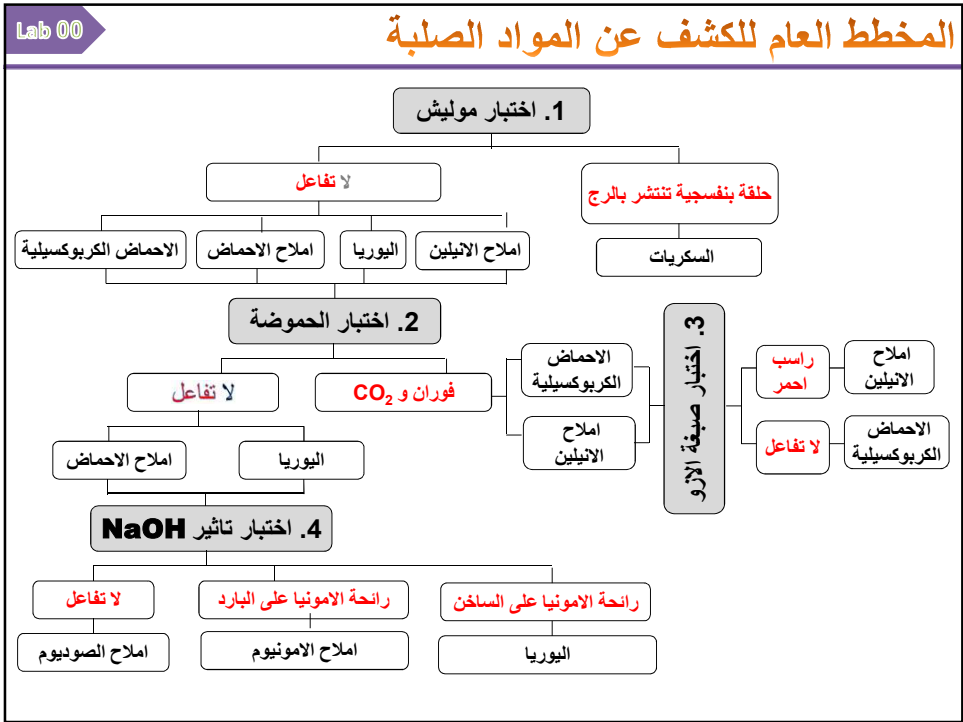 Lab 00
المخطط العام للكشف عن المواد الصلبة
1. اختبار موليش
لا تفاعل
حلقة بنفسجية تنتشر بالرج
السكريات
املاح الانيلين
اليوريا
املاح الاحماض
الاحماض الكربوكسيلية
2. اختبار الحموضة
فوران و CO2
لا تفاعل
الاحماض
الكربوكسيلية
املاح
الانيلين
3. اختبار صبغة الازو
راسب
احمر
املاح
الانيلين
لا تفاعل
الاحماض
الكربوكسيلية
اليوريا
املاح الاحماض
4. اختبار تاثير NaOH
رائحة الامونيا على الساخن
رائحة الامونيا على البارد
لا تفاعل
اليوريا
املاح الامونيوم
املاح الصوديوم